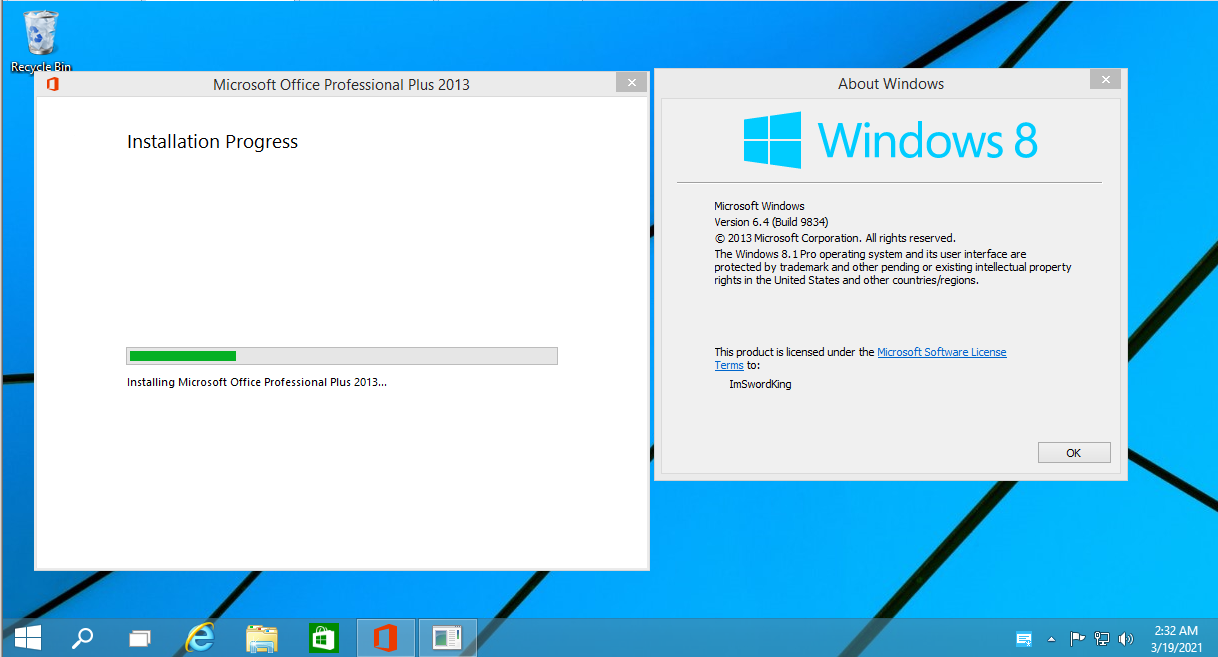 Recycle Bin
Microsoft Office Professional Plus 2013
Installation Progress
Installing Microsoft Office Professional Plus 2013...
About Windows
Windows 8
Microsoft Windows
Version 6.4 (Build 9834)
© 2013 Microsoft Corporation. All rights reserved.
The Windows 8.1 Pro operating system and its user interface are
protected by trademark and other pending or existing intellectual property
rights in the United States and other countries/regions.
This product is licensed under the Microsoft Software License
Terms to:
ImSwordKing
OK
2:32 AM
3/19/2021